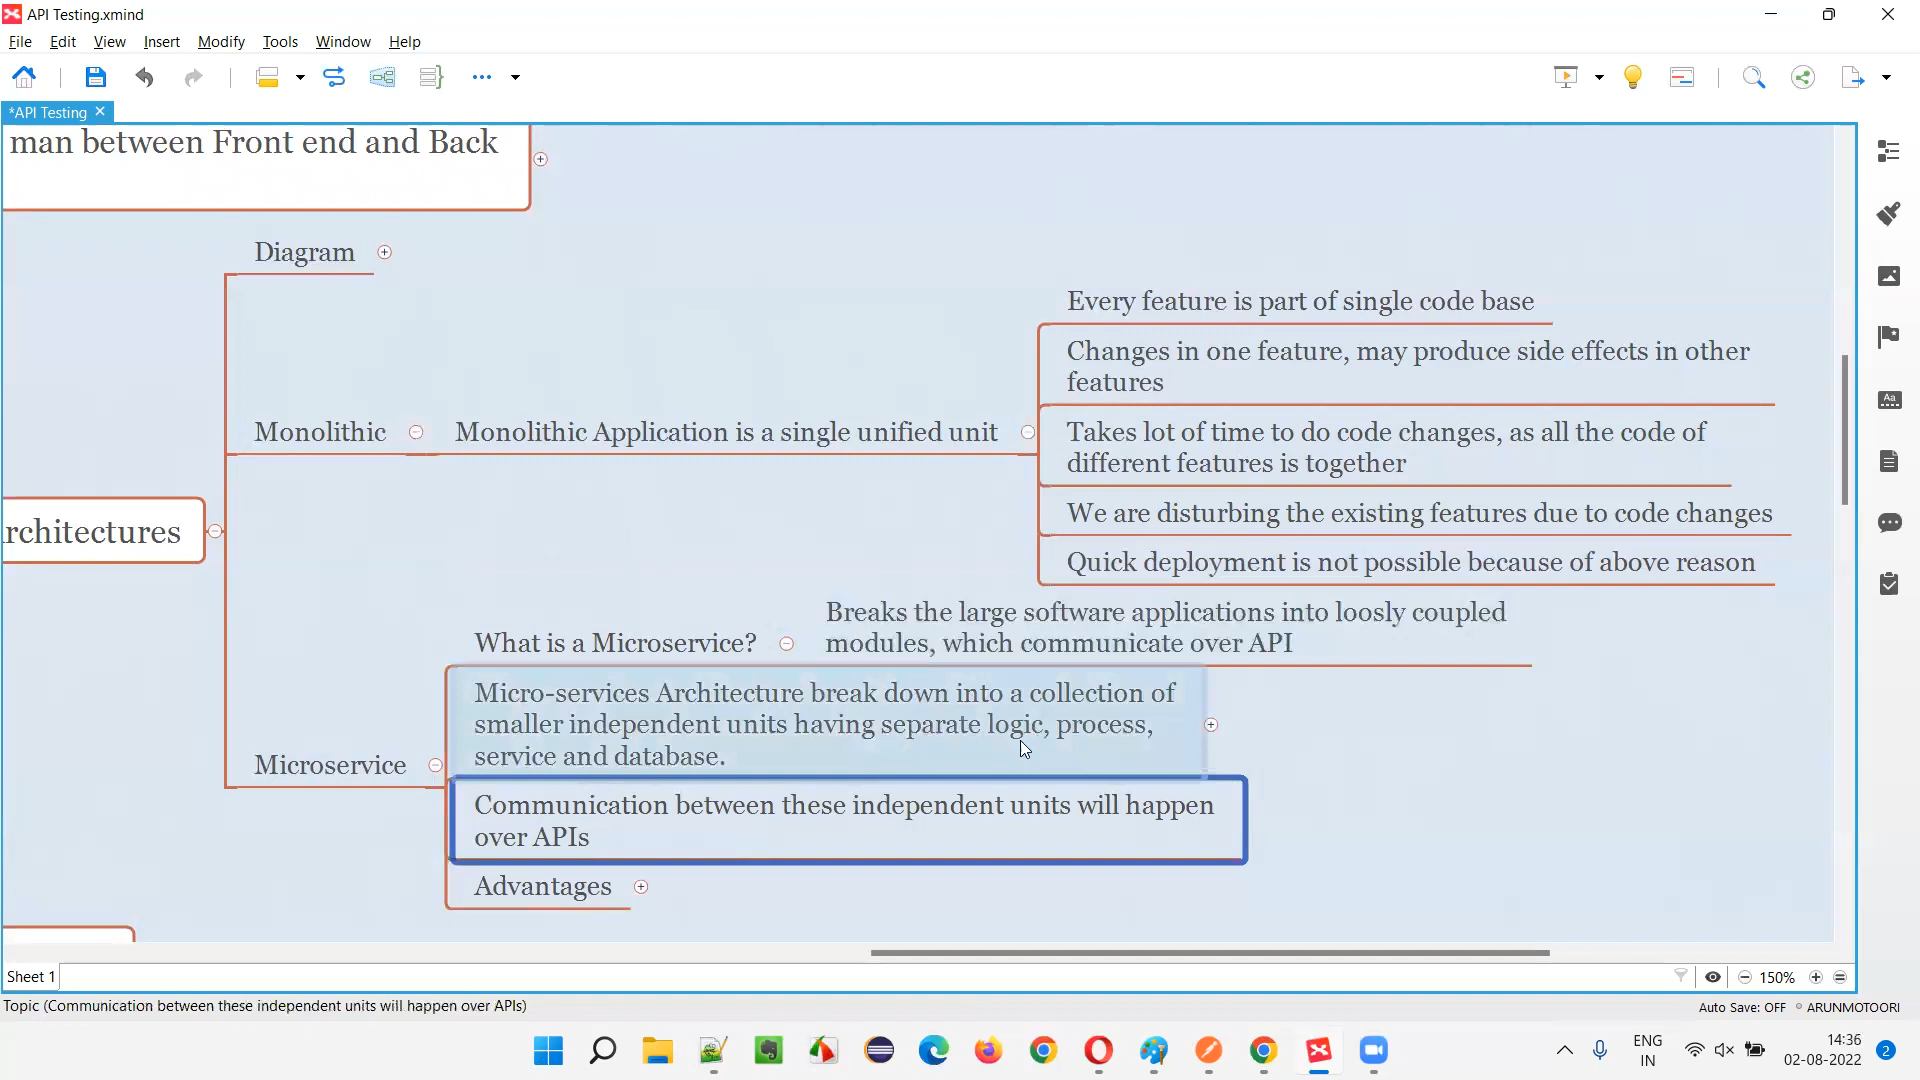 API Testing.xmind
File Edit View Insert Modify Tools Window Help
*API Testing
man between Front end and Back
Diagram
Every feature is part of single code base
Changes in one feature, may produce side effects in other
features
Monolithic
Monolithic Application is a single unified unit
Takes lot of time to do code changes, as all the code of
different features is together
We are disturbing the existing features due to code changes
rchitectures
Quick deployment is not possible because of above reason
What is a Microservice?
Breaks the large software applications into loosly coupled
modules, which communicate over API
Micro-services Architecture break down into a collection of
smaller independent units having separate logic, process,
service and database.
Microservice
Communication between these independent units will happen
over APIs
Advantages
Sheet 1
150%
Topic (Communication between these independent units will happen over APIs)
Auto Save: OFF
ARUNMOTOORI
ENG
IN
14:36
02-08-2022
2